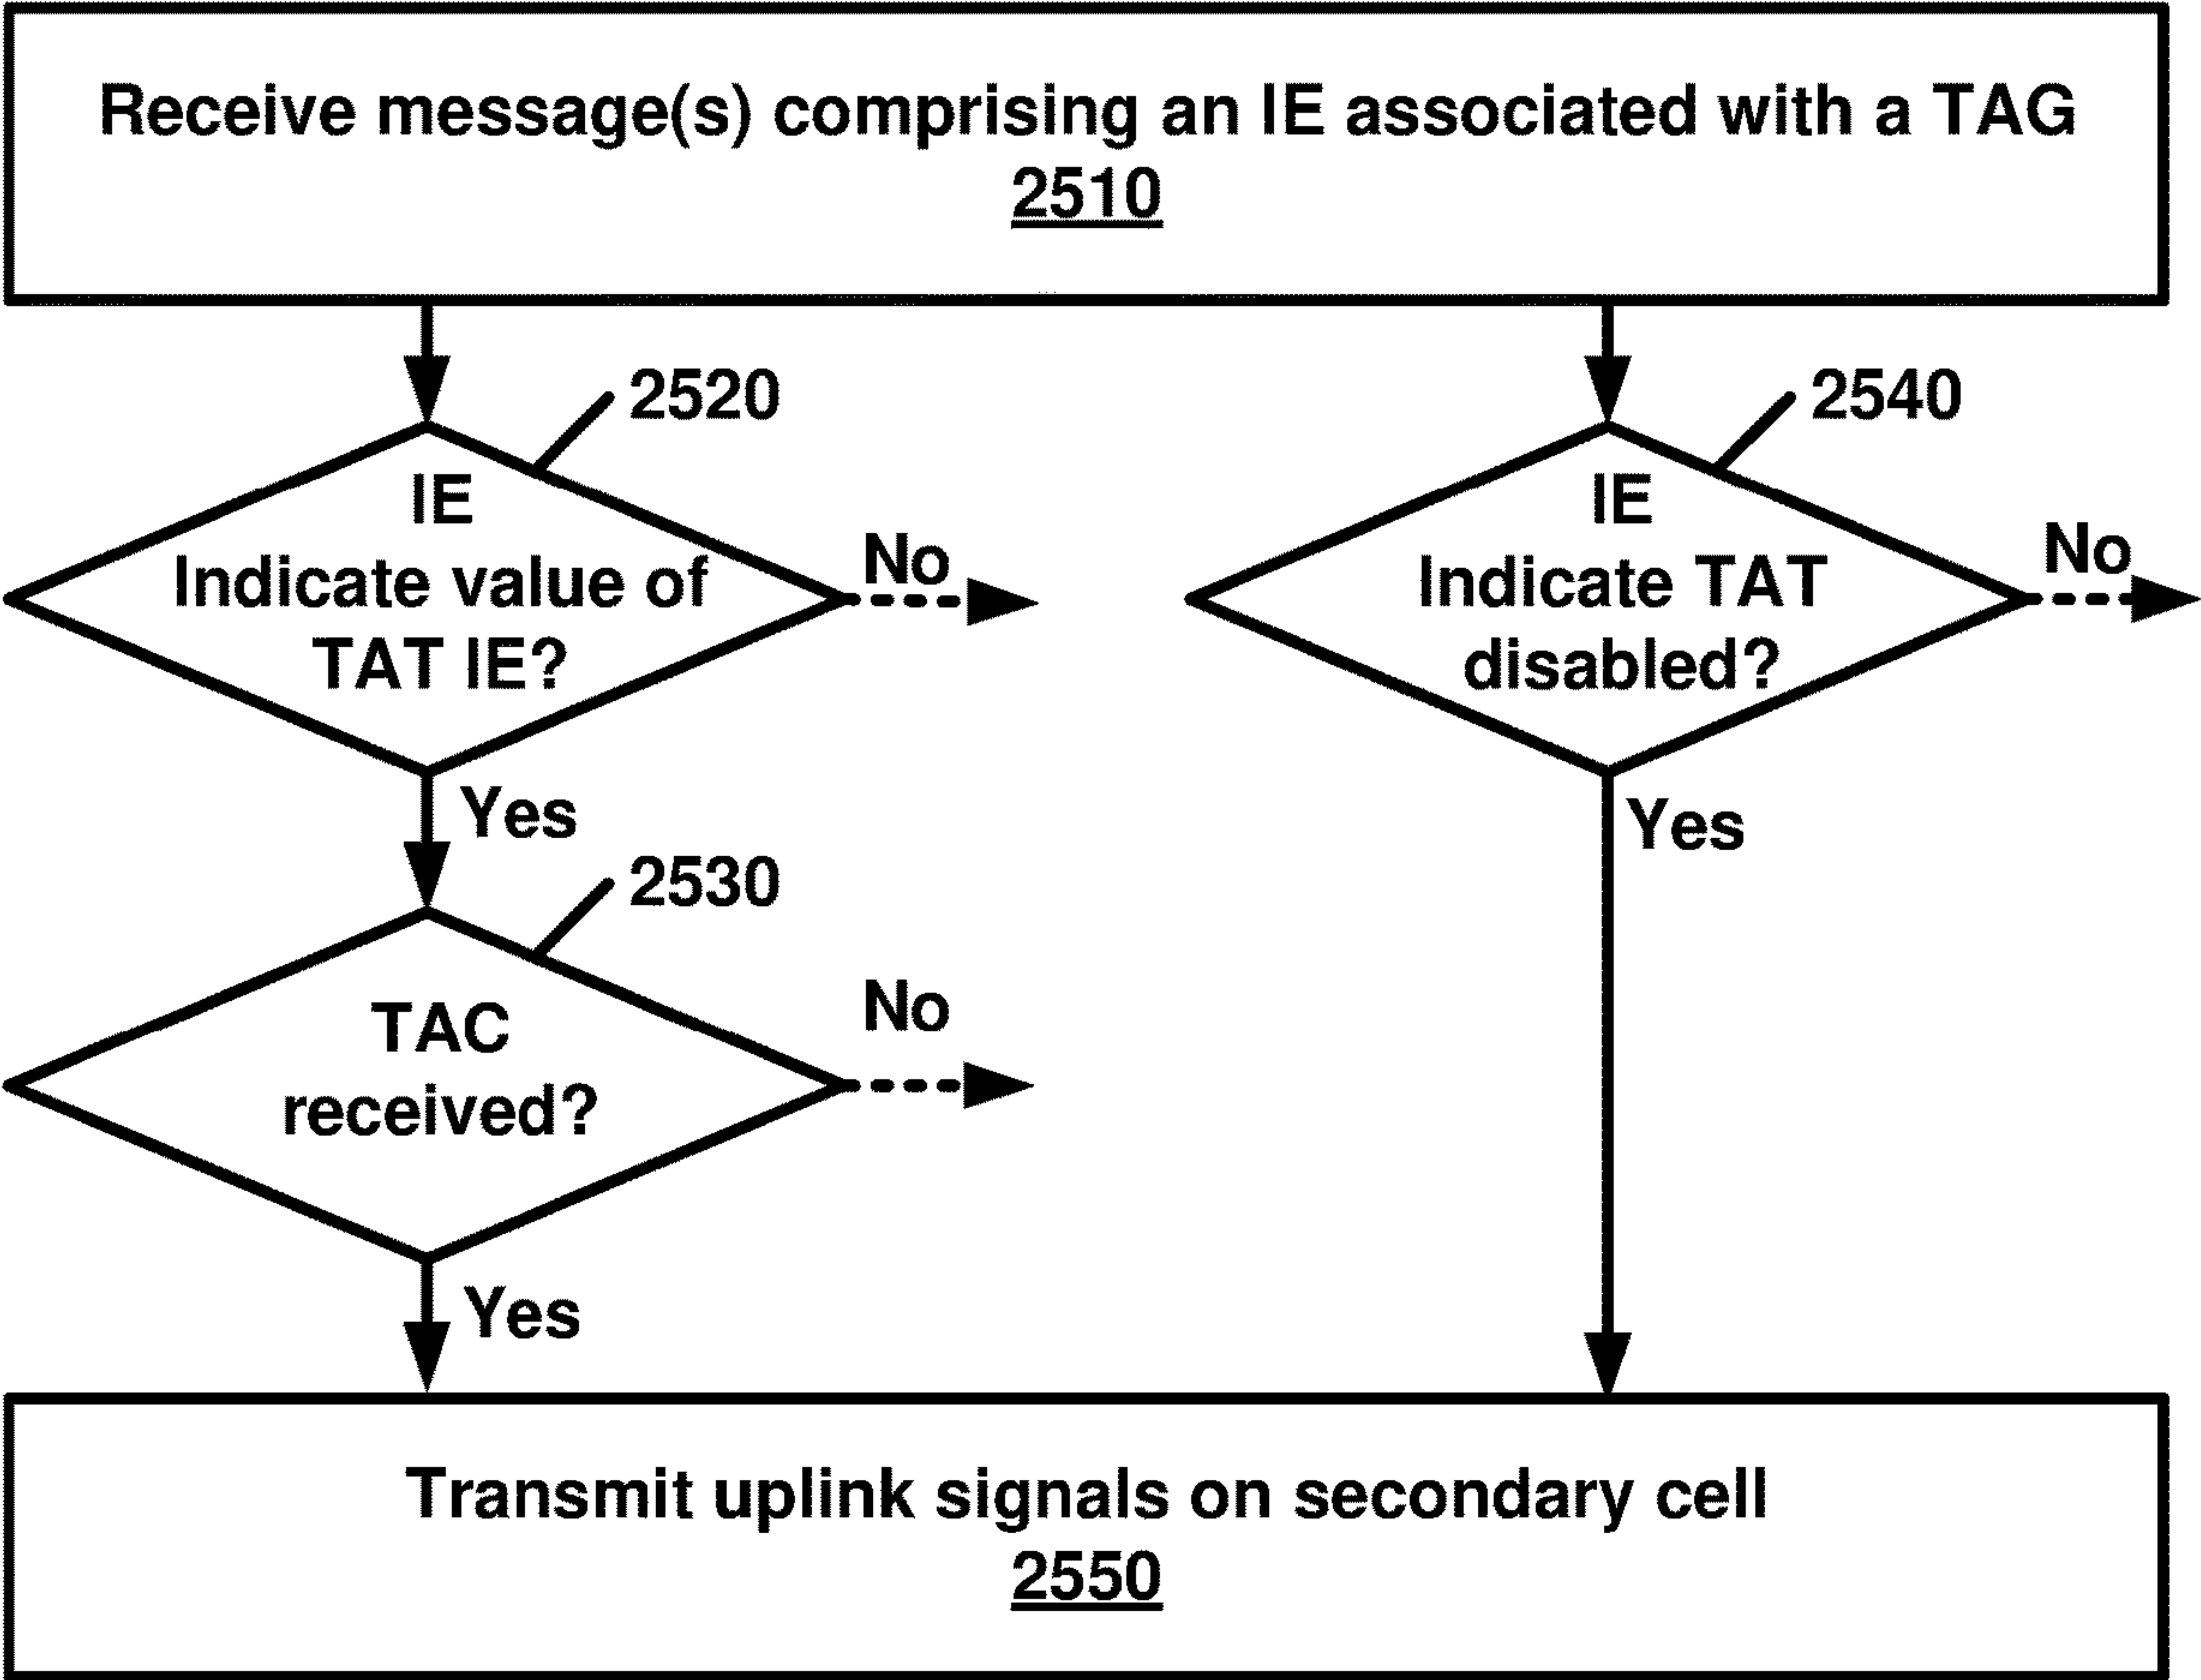 Receive message(s) comprising an IE associated with a TAG
2510
2520
IE
Indicate value of
TAT IE?
No
Yes
2530
TAC
received?
No
Yes
2540
IE
Indicate TAT
disabled?
No
Yes
Transmit uplink signals on secondary cell
2550